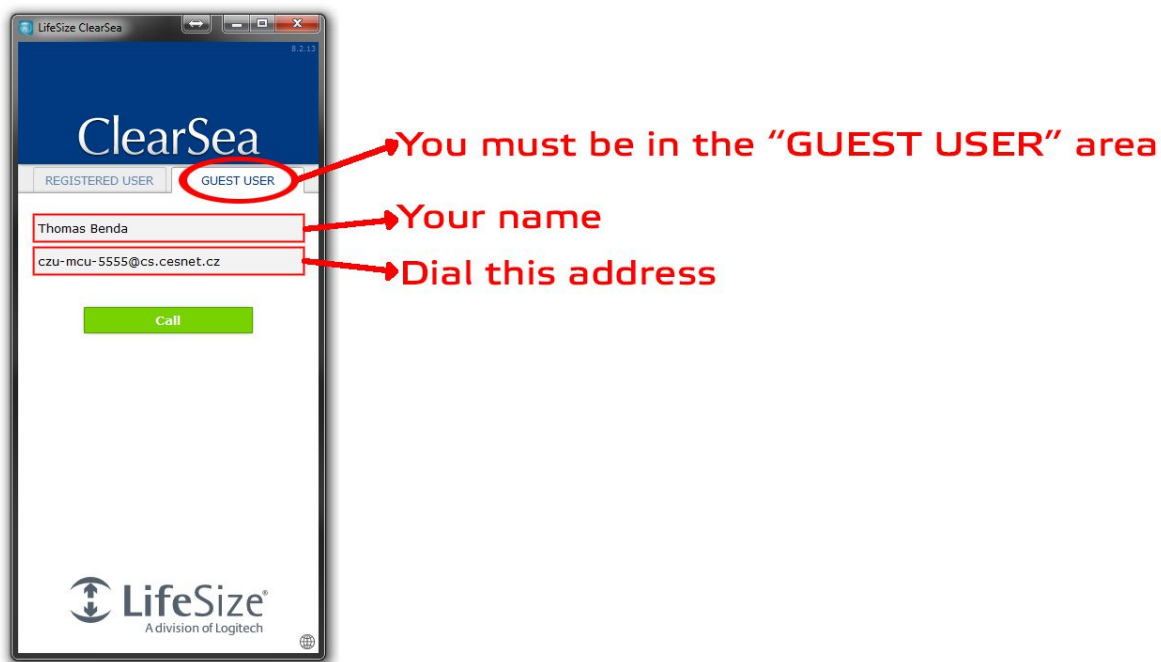 LifeSize ClearSea
8.2.13
ClearSea
REGISTERED USER
GUEST USER
You must be in the “GUEST USER” area
Thomas Benda
Your name
czu-mcu-5555@cs.cesnet.cz
Dial this address
Call
LifeSize®
A division of Logitech